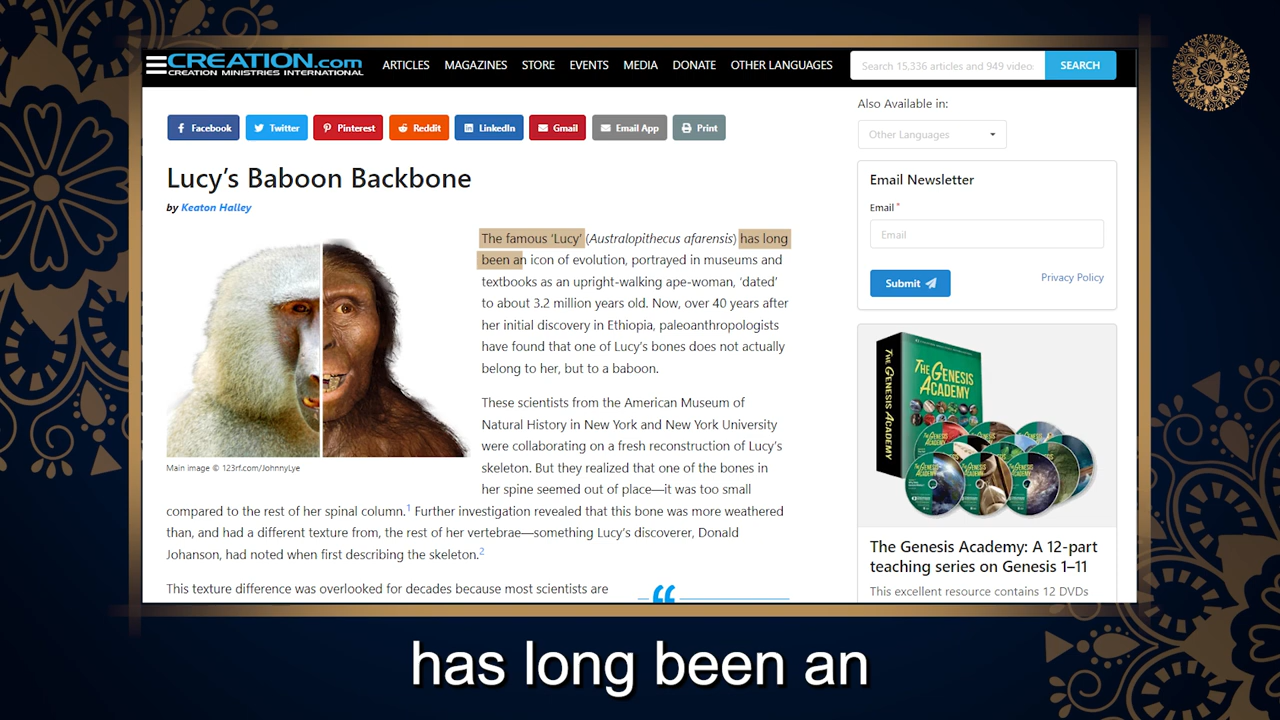 CREATION.com
CREATION MINISTRIES INTERNATIONAL
ARTICLES MAGAZINES STORE EVENTS MEDIA DONATE OTHER LANGUAGES
Search 15,336 articles and 949 video:
SEARCH
Facebook Twitter Pinterest Reddit LinkedIn Gmail Email App Print
Lucy's Baboon Backbone
by Keaton Halley
The famous 'Lucy' (Australopithecus afarensis) has long
been an icon of evolution, portrayed in museums and
textbooks as an upright-walking ape-woman, 'dated'
to about 3.2 million years old. Now, over 40 years after
her initial discovery in Ethiopia, paleoanthropologists
have found that one of Lucy's bones does not actually
belong to her, but to a baboon.
These scientists from the American Museum of
Natural History in New York and New York University
were collaborating on a fresh reconstruction of Lucy's
skeleton. But they realized that one of the bones in
her spine seemed out of place—it was too small
Main image © 123rf.com/JohnnyLye
compared to the rest of her spinal column.1 Further investigation revealed that this bone was more weathered
than, and had a different texture from, the rest of her vertebrae—something Lucy's discoverer, Donald
Johanson, had noted when first describing the skeleton.2
This texture difference was overlooked for decades because most scientists are
“
Also Available in:
Other Languages
Email Newsletter
Email *
Email
Submit
Privacy Policy
THE GENESIS ACADEMY
THE GENESIS
ACADEMY
The Genesis Academy: A 12-part
teaching series on Genesis 1–11
This excellent resource contains 12 DVDs
has long been an